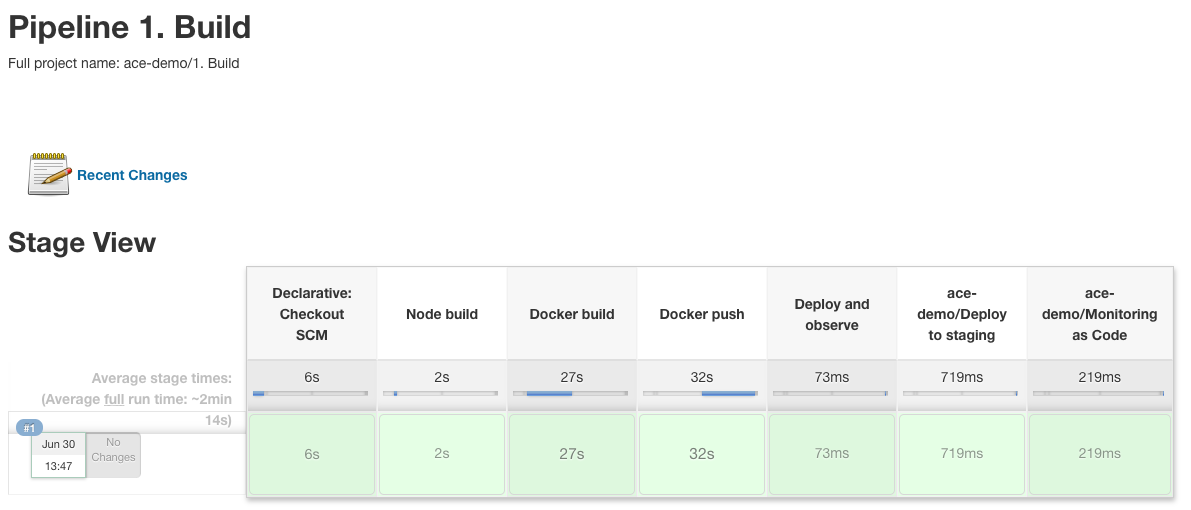 Pipeline 1. Build
Full project name: ace-demo/1. Build
Recent Changes
Stage View
Declarative:
Checkout
SCM
Node build
Docker build
Docker push
Deploy and
observe
ace-
demo/Deploy
to staging
ace-
demo/Monitoring
as Code
Average stage times:
(Average full run time: ~2min
14s)
6s
2s
27s
32s
73ms
719ms
219ms
#1
Jun 30
13:47
No
Changes
6s
2s
27s
32s
73ms
719ms
219ms